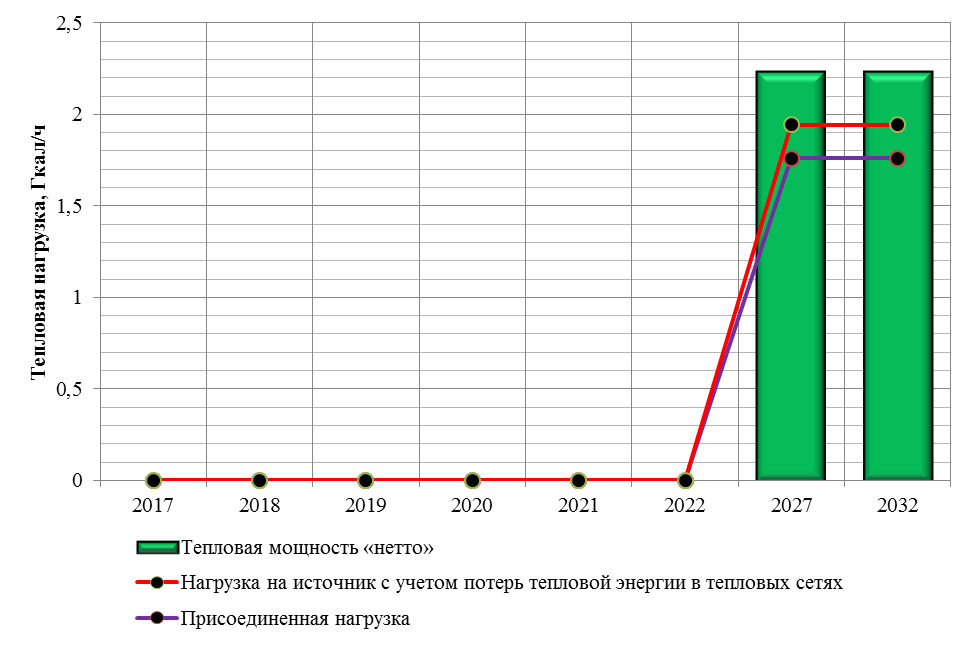 2,5
2
1,5
1
0,5
0
Тепловая нагрузка, Гкал/ч
2017 2018 2019 2020 2021 2022 2027 2032
Тепловая мощность «нетто»
Нагрузка на источник с учетом потерь тепловой энергии в тепловых сетях
Присоединенная нагрузка